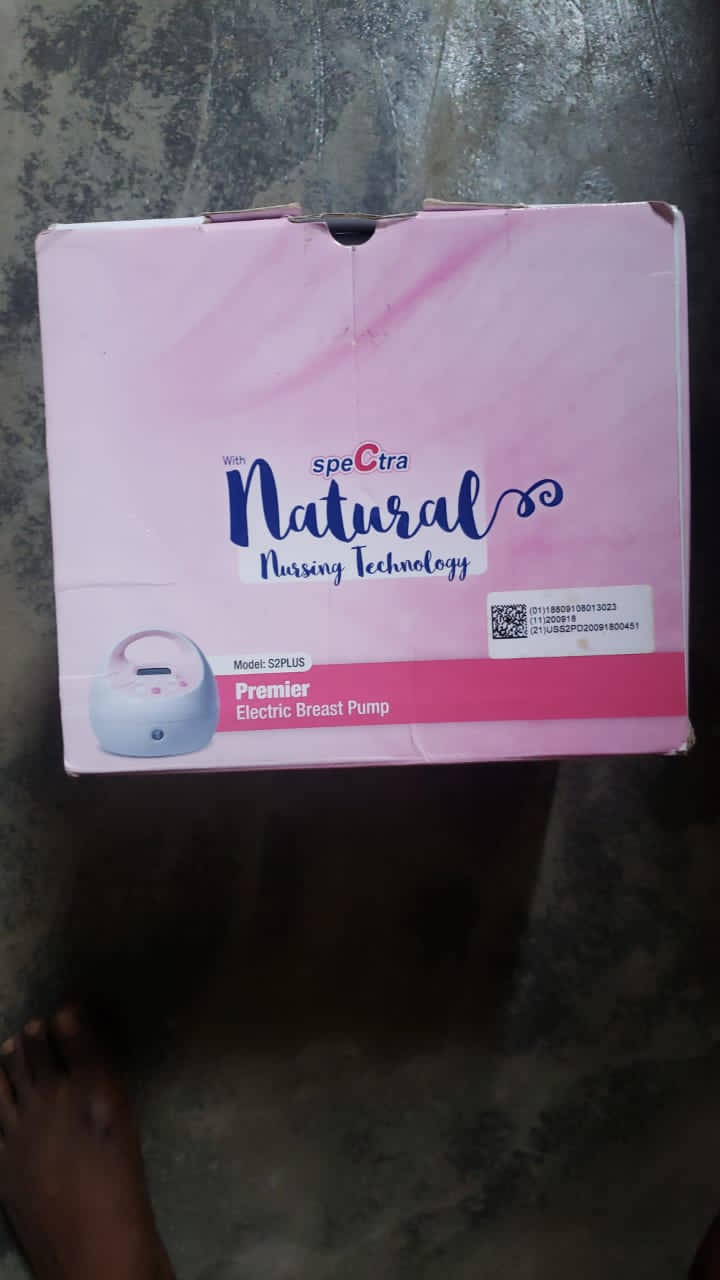 With
speCtra
Natural
Nursing Technology
(01)18809108013023
(11)200918
(21)USS2PD20091800451
Model: S2PLUS
Premier
Electric Breast Pump